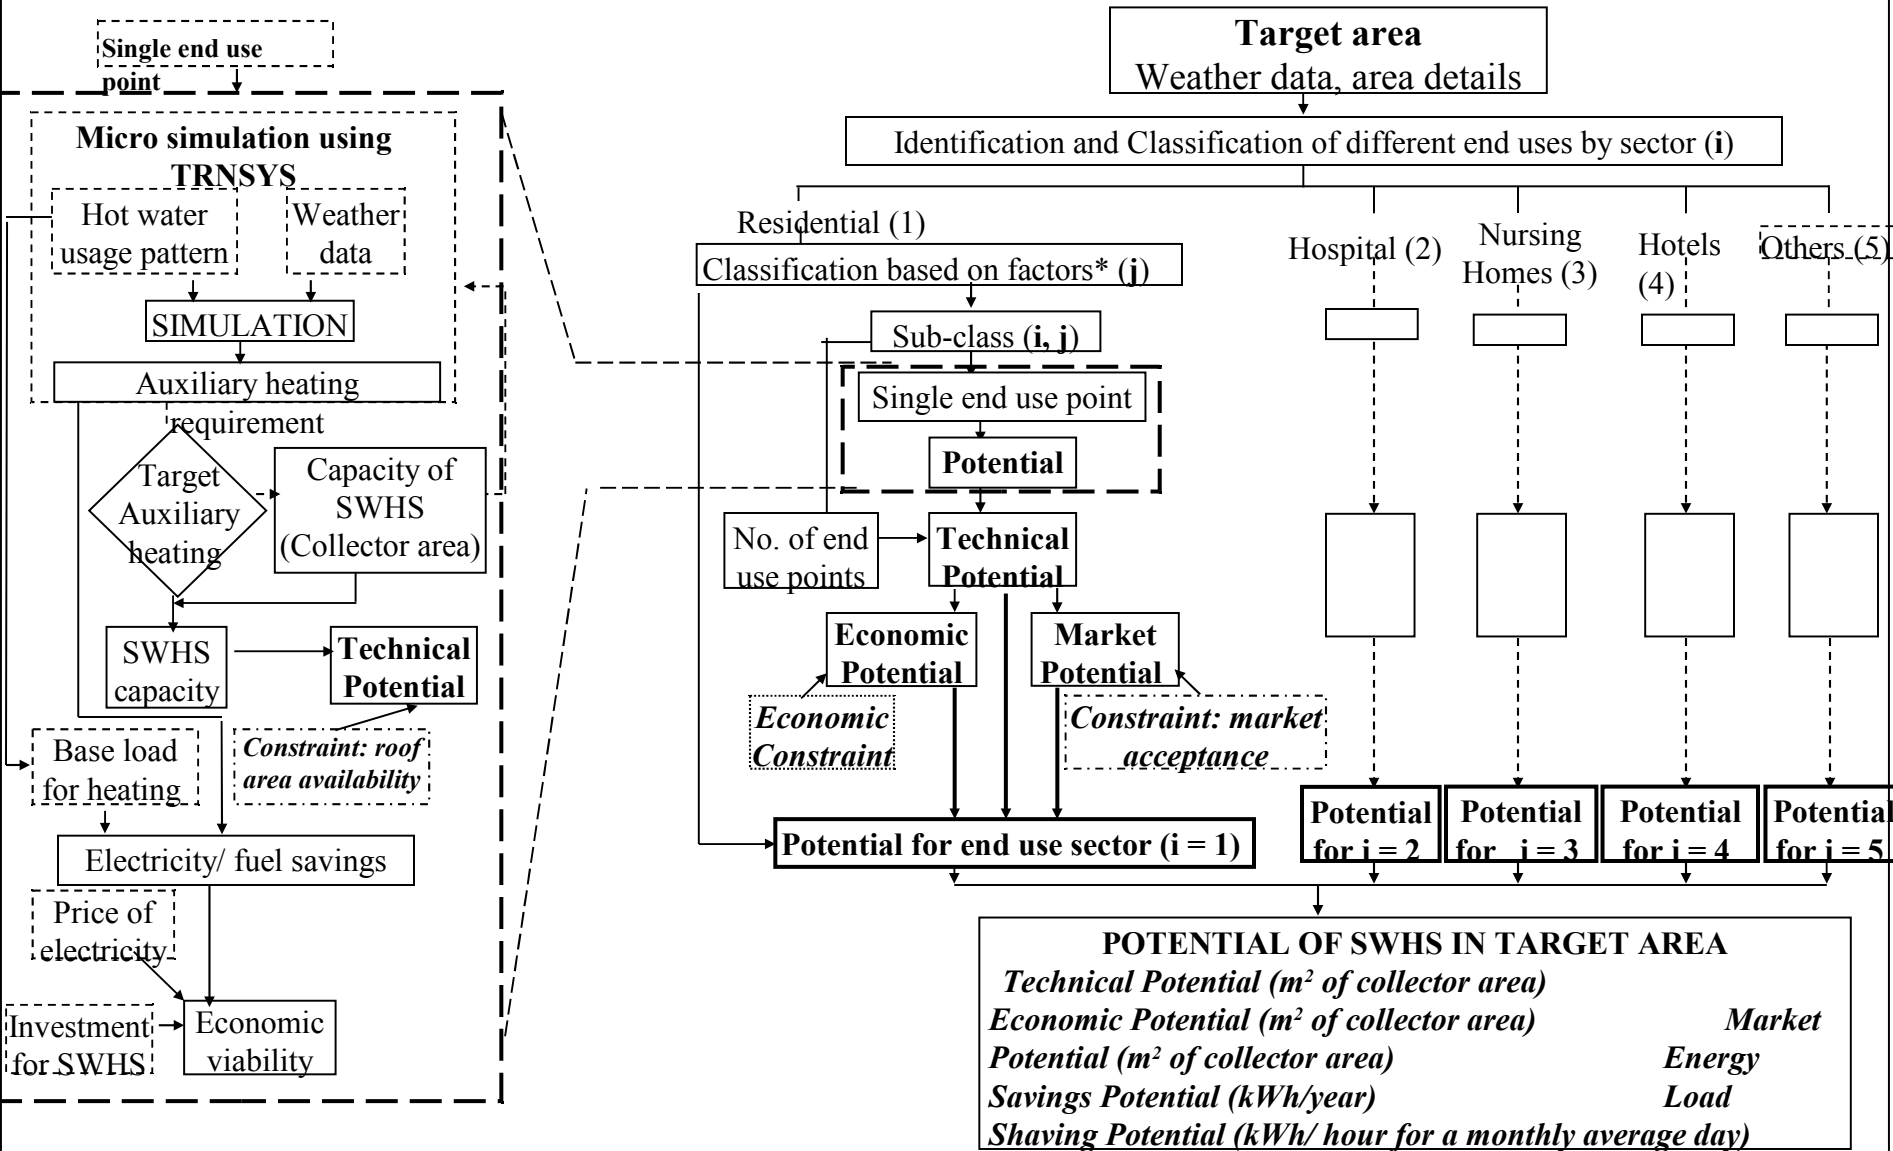 Single end use
point
Micro simulation using
TRNSYS
Hot water
usage pattern
Weather
data
SIMULATION
Auxiliary heating
requirement
Target
Auxiliary
heating
Capacity of
SWHS
(Collector area)
SWHS
capacity
Technical
Potential
Base load
for heating
Constraint: roof
area availability
Electricity/ fuel savings
Price of
electricity
Investment
for SWHS
Economic
viability
Target area
Weather data, area details
Identification and Classification of different end uses by sector (i)
Residential (1)
Hospital (2)
Nursing
Homes (3)
Hotels
(4)
Others (5)
Classification based on factors* (j)
Sub-class (i, j)
Single end use point
Potential
No. of end
use points
Technical
Potential
Economic
Potential
Market
Potential
Economic
Constraint
Constraint: market
acceptance
Potential for end use sector (i = 1)
Potential
for i = 2
Potential
for i = 3
Potential
for i = 4
Potential
for i = 5
POTENTIAL OF SWHS IN TARGET AREA
Technical Potential (m² of collector area)
Economic Potential (m² of collector area) Market
Potential (m² of collector area) Energy
Savings Potential (kWh/year) Load
Shaving Potential (kWh/ hour for a monthly average day)